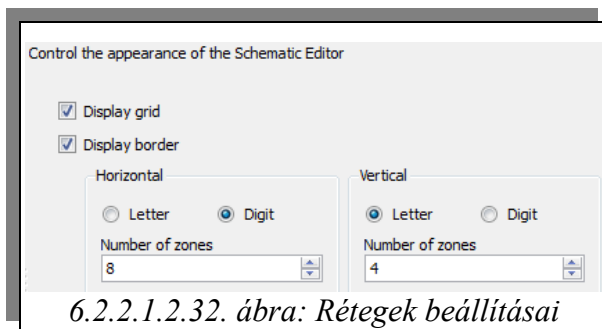 Control the appearance of the Schematic Editor
Display grid
Display border
Horizontal Vertical
Letter Digit Letter Digit
Number of zones Number of zones
8 4
6.2.2.1.2.32. ábra: Rétegek beállításai